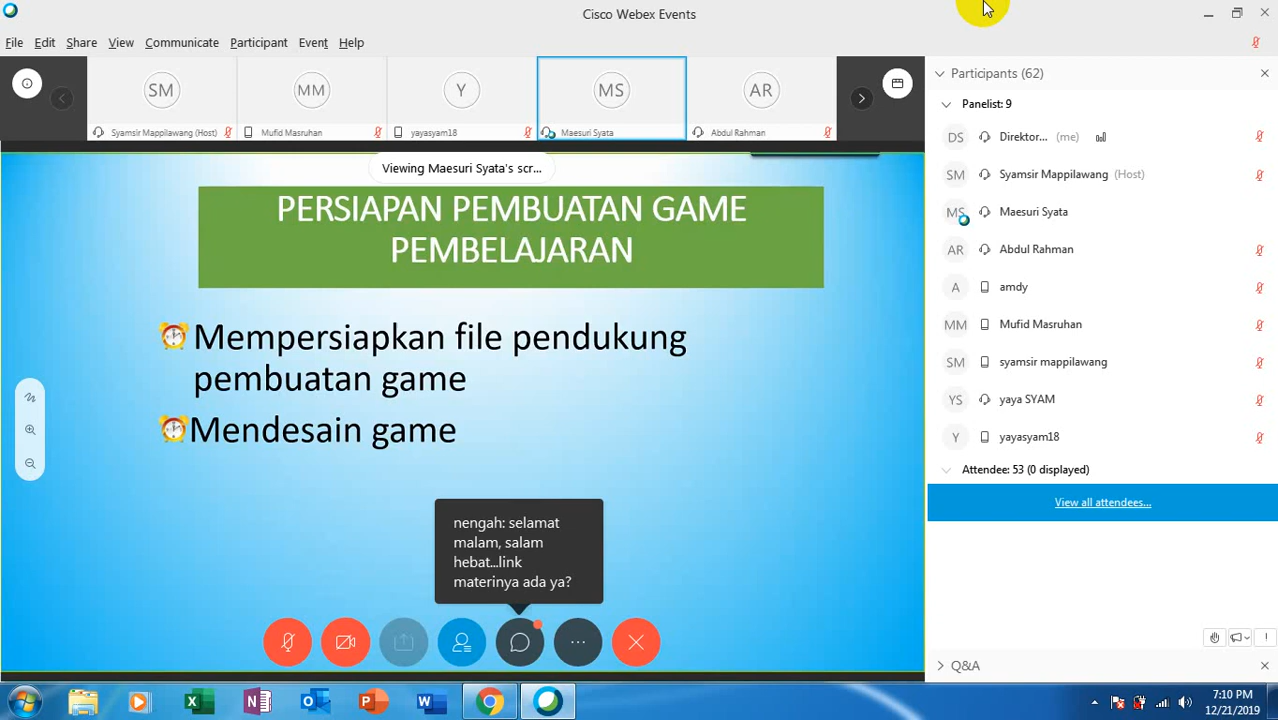 Cisco Webex Events
File Edit Share View Communicate Participant Event Help
SM
Syamsir Mappilawang (Host)
MM
Mufid Masruhan
Y
yayasyam18
MS
Maesuri Syata
AR
Abdul Rahman
Viewing Maesuri Syata's scr...
PERSIAPAN PEMBUATAN GAME
PEMBELAJARAN
Mempersiapkan file pendukung
pembuatan game
Mendesain game
nengah: selamat
malam, salam
hebat...link
materinya ada ya?
Participants (62)
Panelist: 9
DS Direktor... (me)
SM Syamsir Mappilawang (Host)
MS Maesuri Syata
AR Abdul Rahman
A amdy
MM Mufid Masruhan
SM syamsir mappilawang
YS yaya SYAM
Y yayasyam18
Attendee: 53 (0 displayed)
View all attendees...
Q&A
7:10 PM
12/21/2019